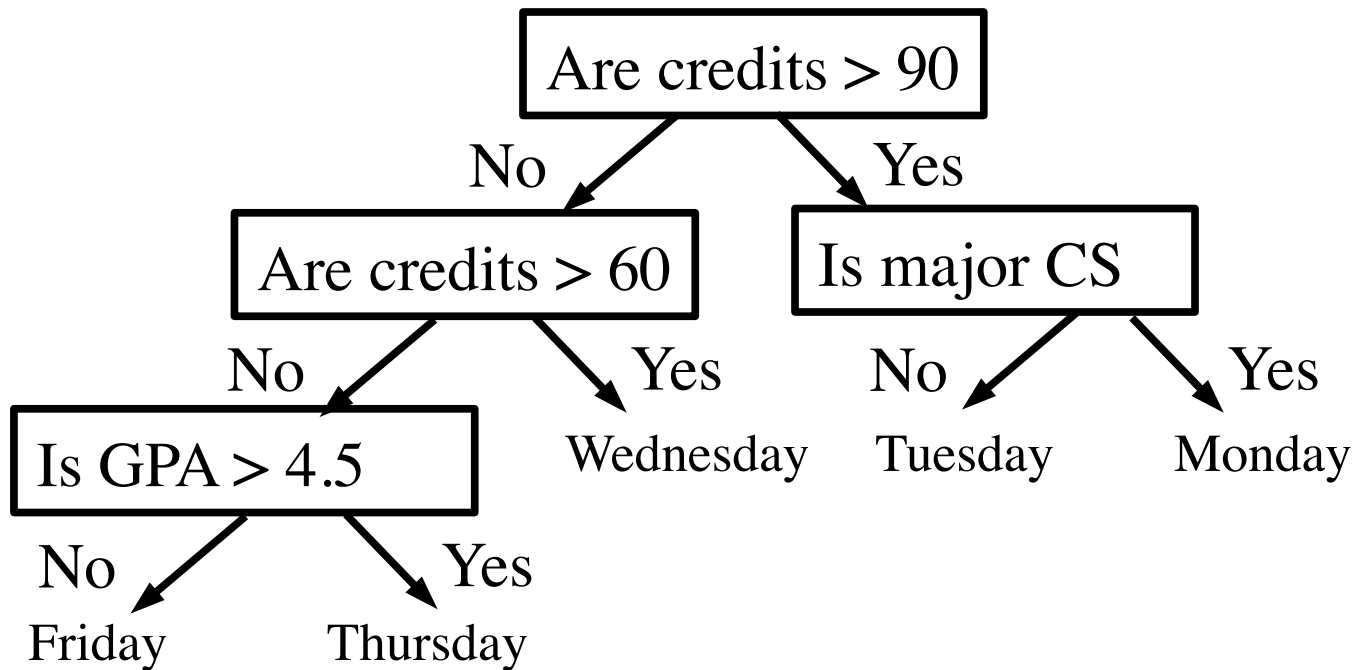 Are credits > 90
No
Yes
Are credits > 60
Is major CS
No
Yes
No
Yes
Is GPA > 4.5
Wednesday
Tuesday
Monday
No
Yes
Friday
Thursday